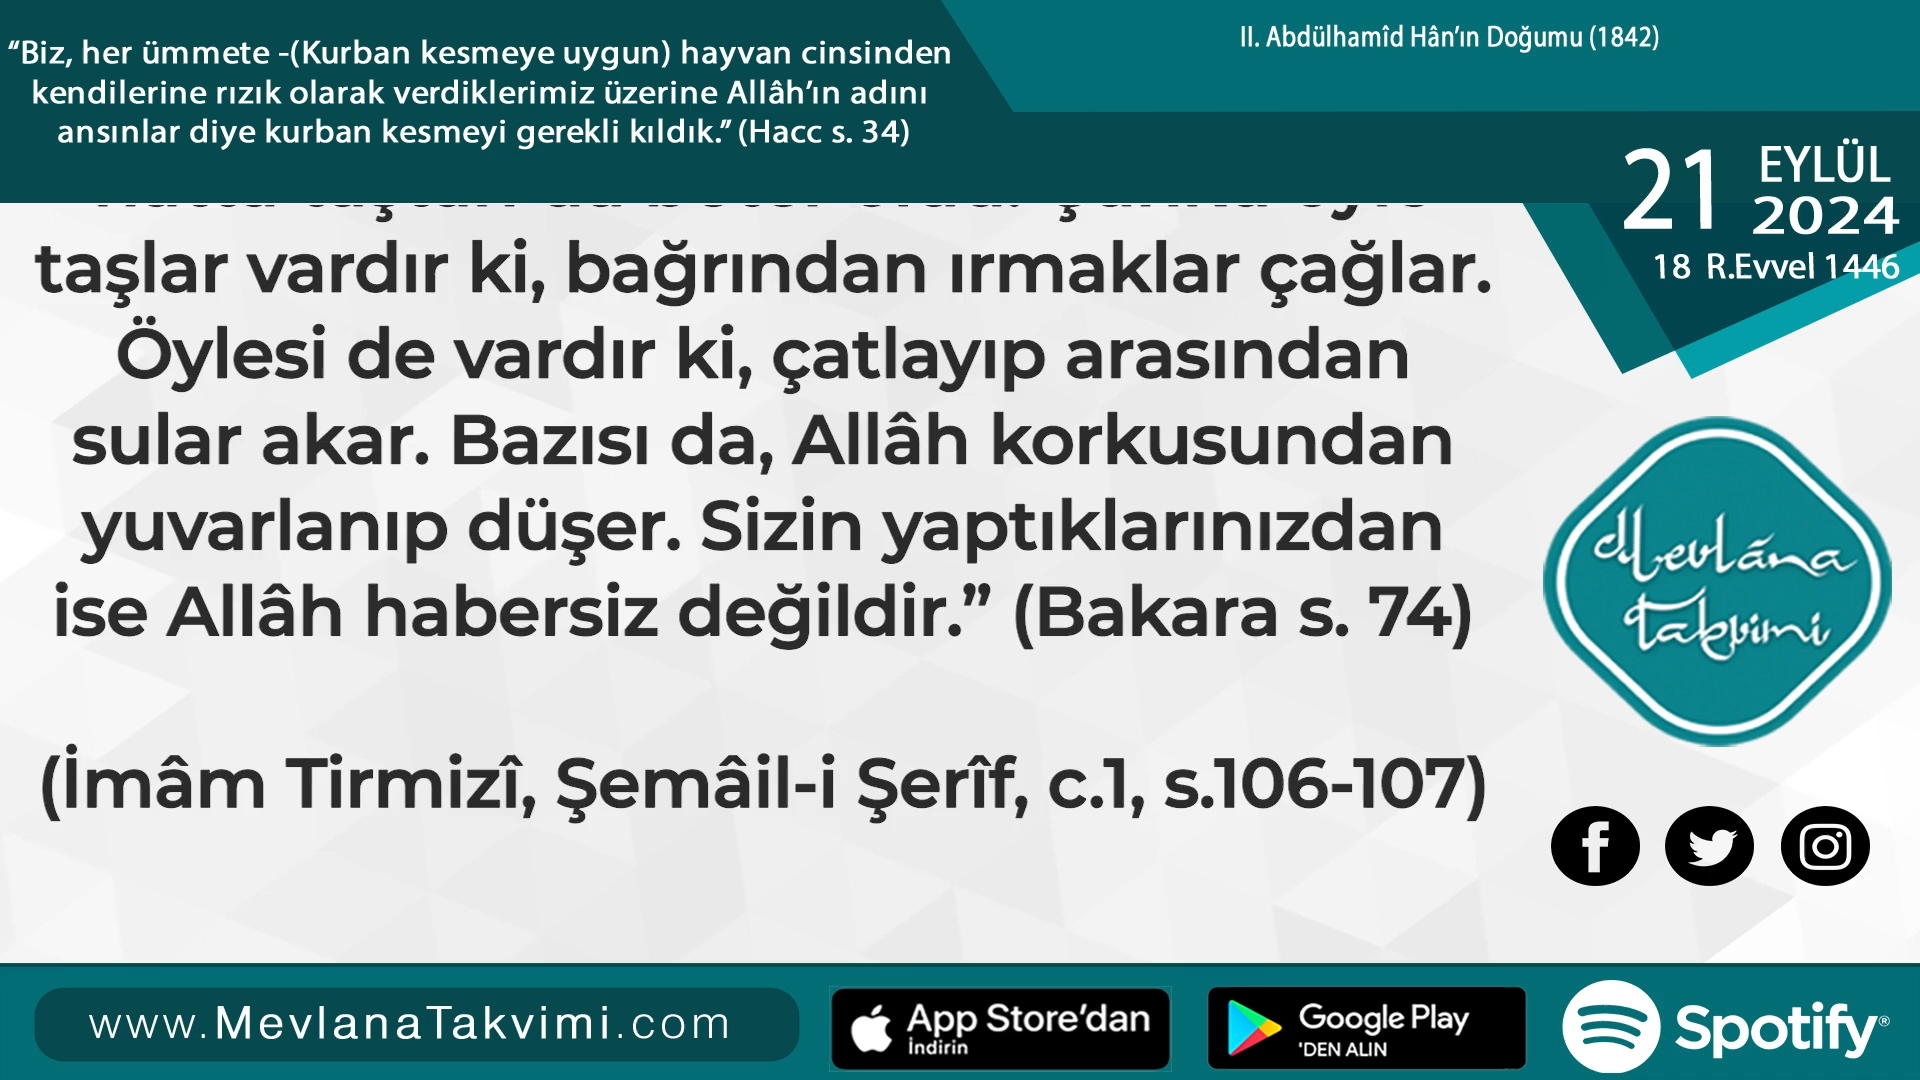 “Biz, her ümmete -(Kurban kesmeye uygun) hayvan cinsinden
kendilerine rızık olarak verdiklerimiz üzerine Allâh’ın adını
ansınlar diye kurban kesmeyi gerekli kıldık.” (Hacc s. 34)
II. Abdülhamîd Hân’ın Doğumu (1842)
21 EYLÜL
2024
18 R.Evvel 1446
taşlar vardır ki, bağrından ırmaklar çağlar.
Öylesi de vardır ki, çatlayıp arasından
sular akar. Bazısı da, Allâh korkusundan
yuvarlanıp düşer. Sizin yaptıklarınızdan
ise Allâh habersiz değildir.” (Bakara s. 74)
(İmâm Tirmizî, Şemâil-i Şerîf, c.1, s.106-107)
Mevlâna
Takvimi
www.MevlanaTakvimi.com
App Store’dan
İndirin
Google Play
'DEN ALIN
Spotify®